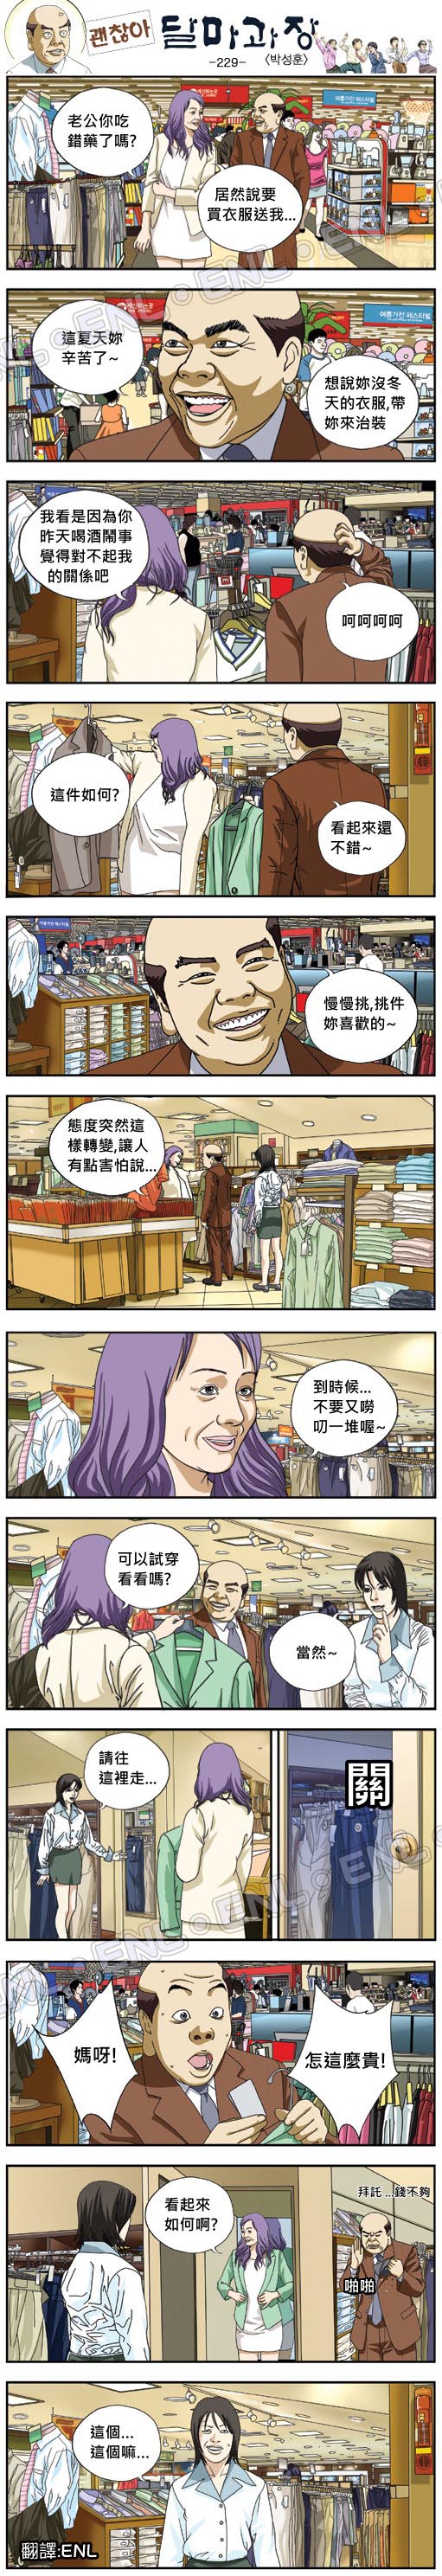 괜찮아 달마과장
-229- <박성훈>
老公你吃
錯藥了嗎?
居然說要
買衣服送我...
這夏天妳
辛苦了~
想說妳沒冬
天的衣服,帶
妳來治裝
我看是因為你
昨天喝酒鬧事
覺得對不起我
的關係吧
呵呵呵呵
這件如何?
看起來還
不錯~
慢慢挑,挑件
妳喜歡的~
態度突然這
樣轉變,讓人
有點害怕說...
到時候...
不要又嘮
叨一堆喔~
可以試穿
看看嗎?
當然~
請往
這裡走...
關
媽呀!
怎這麼貴!
看起來
如何啊?
拜託 ...錢不夠
啪啪
這個...
這個嘛...
翻譯:ENL